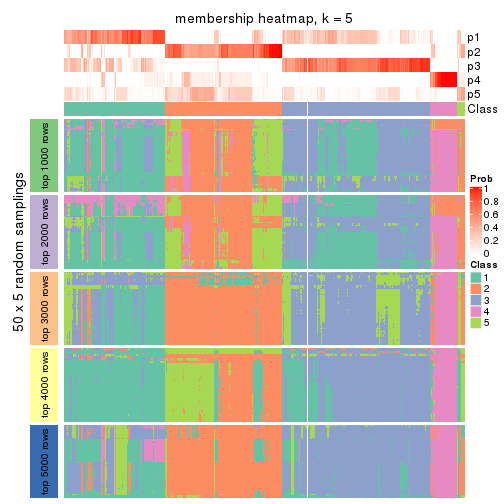 membership heatmap, k = 5
p1
p2
p3
p4
p5
Class
50 x 5 random samplings
top 1000 rows
top 2000 rows
top 3000 rows
top 4000 rows
top 5000 rows
Prob
1
0.8
0.6
0.4
0.2
0
Class
1
2
3
4
5